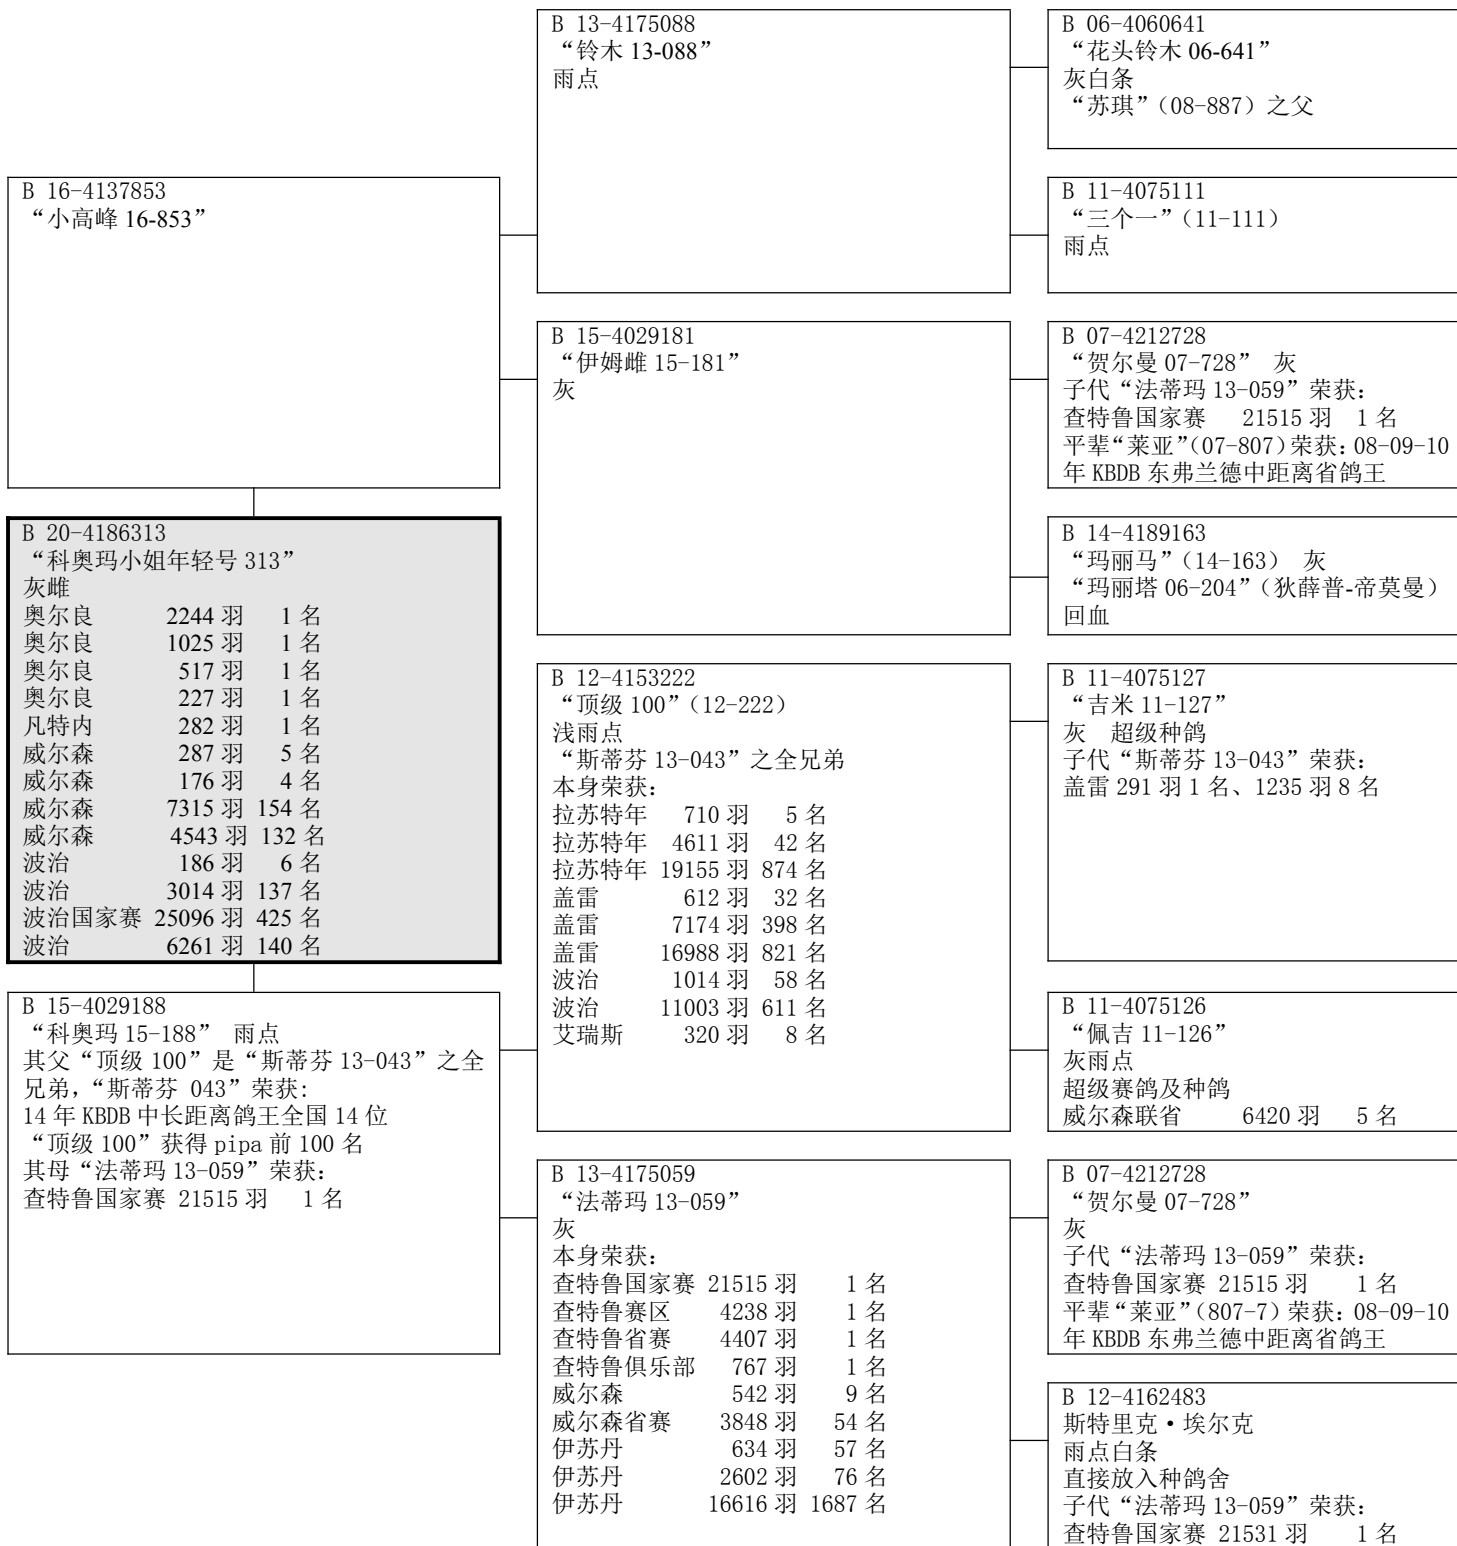 B 16-4137853
“小高峰 16-853”
B 20-4186313
“科奥玛小姐年轻号 313”
灰雌
奥尔良 2244 羽 1 名
奥尔良 1025 羽 1 名
奥尔良 517 羽 1 名
奥尔良 227 羽 1 名
凡特内 282 羽 1 名
威尔森 287 羽 5 名
威尔森 176 羽 4 名
威尔森 7315 羽 154 名
威尔森 4543 羽 132 名
波治 186 羽 6 名
波治 3014 羽 137 名
波治国家赛 25096 羽 425 名
波治 6261 羽 140 名
B 15-4029188
“科奥玛 15-188” 雨点
其父“顶级 100”是“斯蒂芬 13-043”之全
兄弟，“斯蒂芬 043”荣获:
14 年 KBDB 中长距离鸽王全国 14 位
“顶级 100”获得 pipa 前 100 名
其母“法蒂玛 13-059”荣获:
查特鲁国家赛 21515 羽 1 名
B 13-4175088
“铃木 13-088”
雨点
B 15-4029181
“伊姆雌 15-181”
灰
B 12-4153222
“顶级 100”(12-222)
浅雨点
“斯蒂芬 13-043”之全兄弟
本身荣获:
拉苏特年 710 羽 5 名
拉苏特年 4611 羽 42 名
拉苏特年 19155 羽 874 名
盖雷 612 羽 32 名
盖雷 7174 羽 398 名
盖雷 16988 羽 821 名
波治 1014 羽 58 名
波治 11003 羽 611 名
艾瑞斯 320 羽 8 名
B 13-4175059
“法蒂玛 13-059”
灰
本身荣获:
查特鲁国家赛 21515 羽 1 名
查特鲁赛区 4238 羽 1 名
查特鲁省赛 4407 羽 1 名
查特鲁俱乐部 767 羽 1 名
威尔森 542 羽 9 名
威尔森省赛 3848 羽 54 名
伊苏丹 634 羽 57 名
伊苏丹 2602 羽 76 名
伊苏丹 16616 羽 1687 名
B 06-4060641
“花头铃木 06-641”
灰白条
“苏琪”(08-887) 之父
B 11-4075111
“三个一”(11-111)
雨点
B 07-4212728
“贺尔曼 07-728” 灰
子代“法蒂玛 13-059”荣获:
查特鲁国家赛 21515 羽 1 名
平辈“莱亚”(07-807)荣获: 08-09-10
年 KBDB 东弗兰德中距离省鸽王
B 14-4189163
“玛丽马”(14-163) 灰
“玛丽塔 06-204”(狄薛普-帝莫曼)
回血
B 11-4075127
“吉米 11-127”
灰 超级种鸽
子代“斯蒂芬 13-043”荣获:
盖雷 291 羽 1 名、1235 羽 8 名
B 11-4075126
“佩吉 11-126”
灰雨点
超级赛鸽及种鸽
威尔森联省 6420 羽 5 名
B 07-4212728
“贺尔曼 07-728”
灰
子代“法蒂玛 13-059”荣获:
查特鲁国家赛 21515 羽 1 名
平辈“莱亚”(807-7)荣获: 08-09-10
年 KBDB 东弗兰德中距离省鸽王
B 12-4162483
斯特里克•埃尔克
雨点白条
直接放入种鸽舍
子代“法蒂玛 13-059”荣获:
查特鲁国家赛 21531 羽 1 名